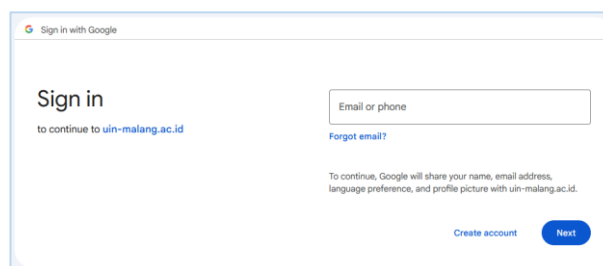 Sign in with Google
Sign in
to continue to uin-malang.ac.id
Email or phone
Forgot email?
To continue, Google will share your name, email address,
language preference, and profile picture with uin-malang.ac.id.
Create account
Next